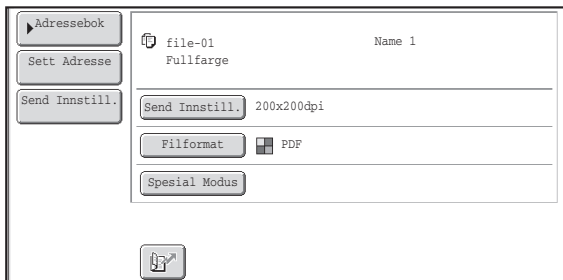 Adressebok
Sett Adresse
Send Innstill.
file-01 Name 1
Fullfarge
Send Innstill. 200x200dpi
Filformat PDF
Spesial Modus